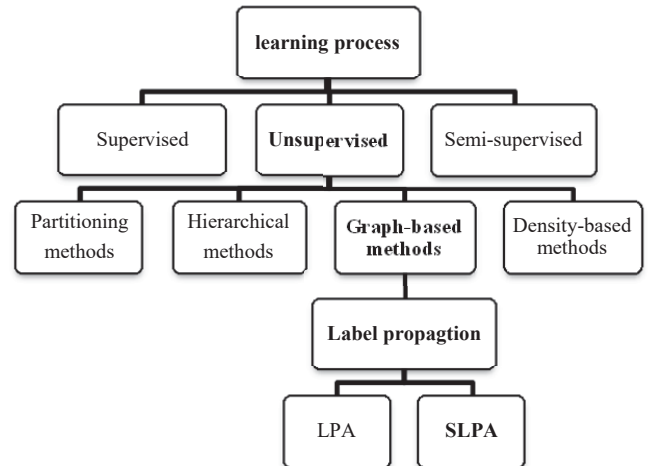 learning process
Supervised
Unsupervised
Semi-supervised
Partitioning
methods
Hierarchical
methods
Graph-based
methods
Density-based
methods
Label propagtion
LPA
SLPA